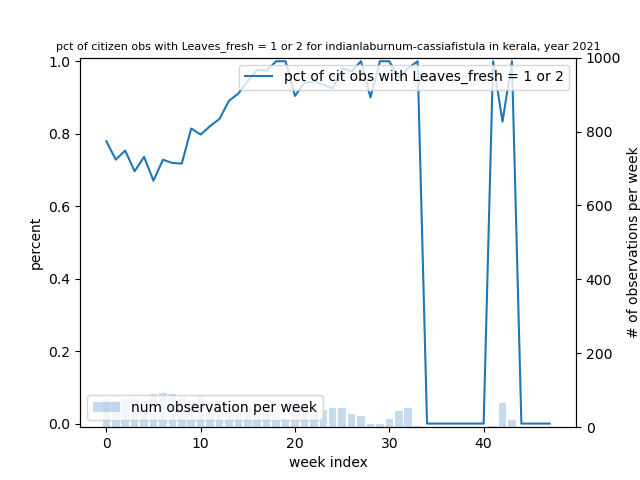 pct of citizen obs with Leaves_fresh = 1 or 2 for indianlaburnum-cassiafistula in kerala, year 2021
1.0
0.8
0.6
0.4
0.2
0.0
percent
0
10
20
30
40
week index
1000
800
600
400
200
0
# of observations per week
pct of cit obs with Leaves_fresh = 1 or 2
num observation per week